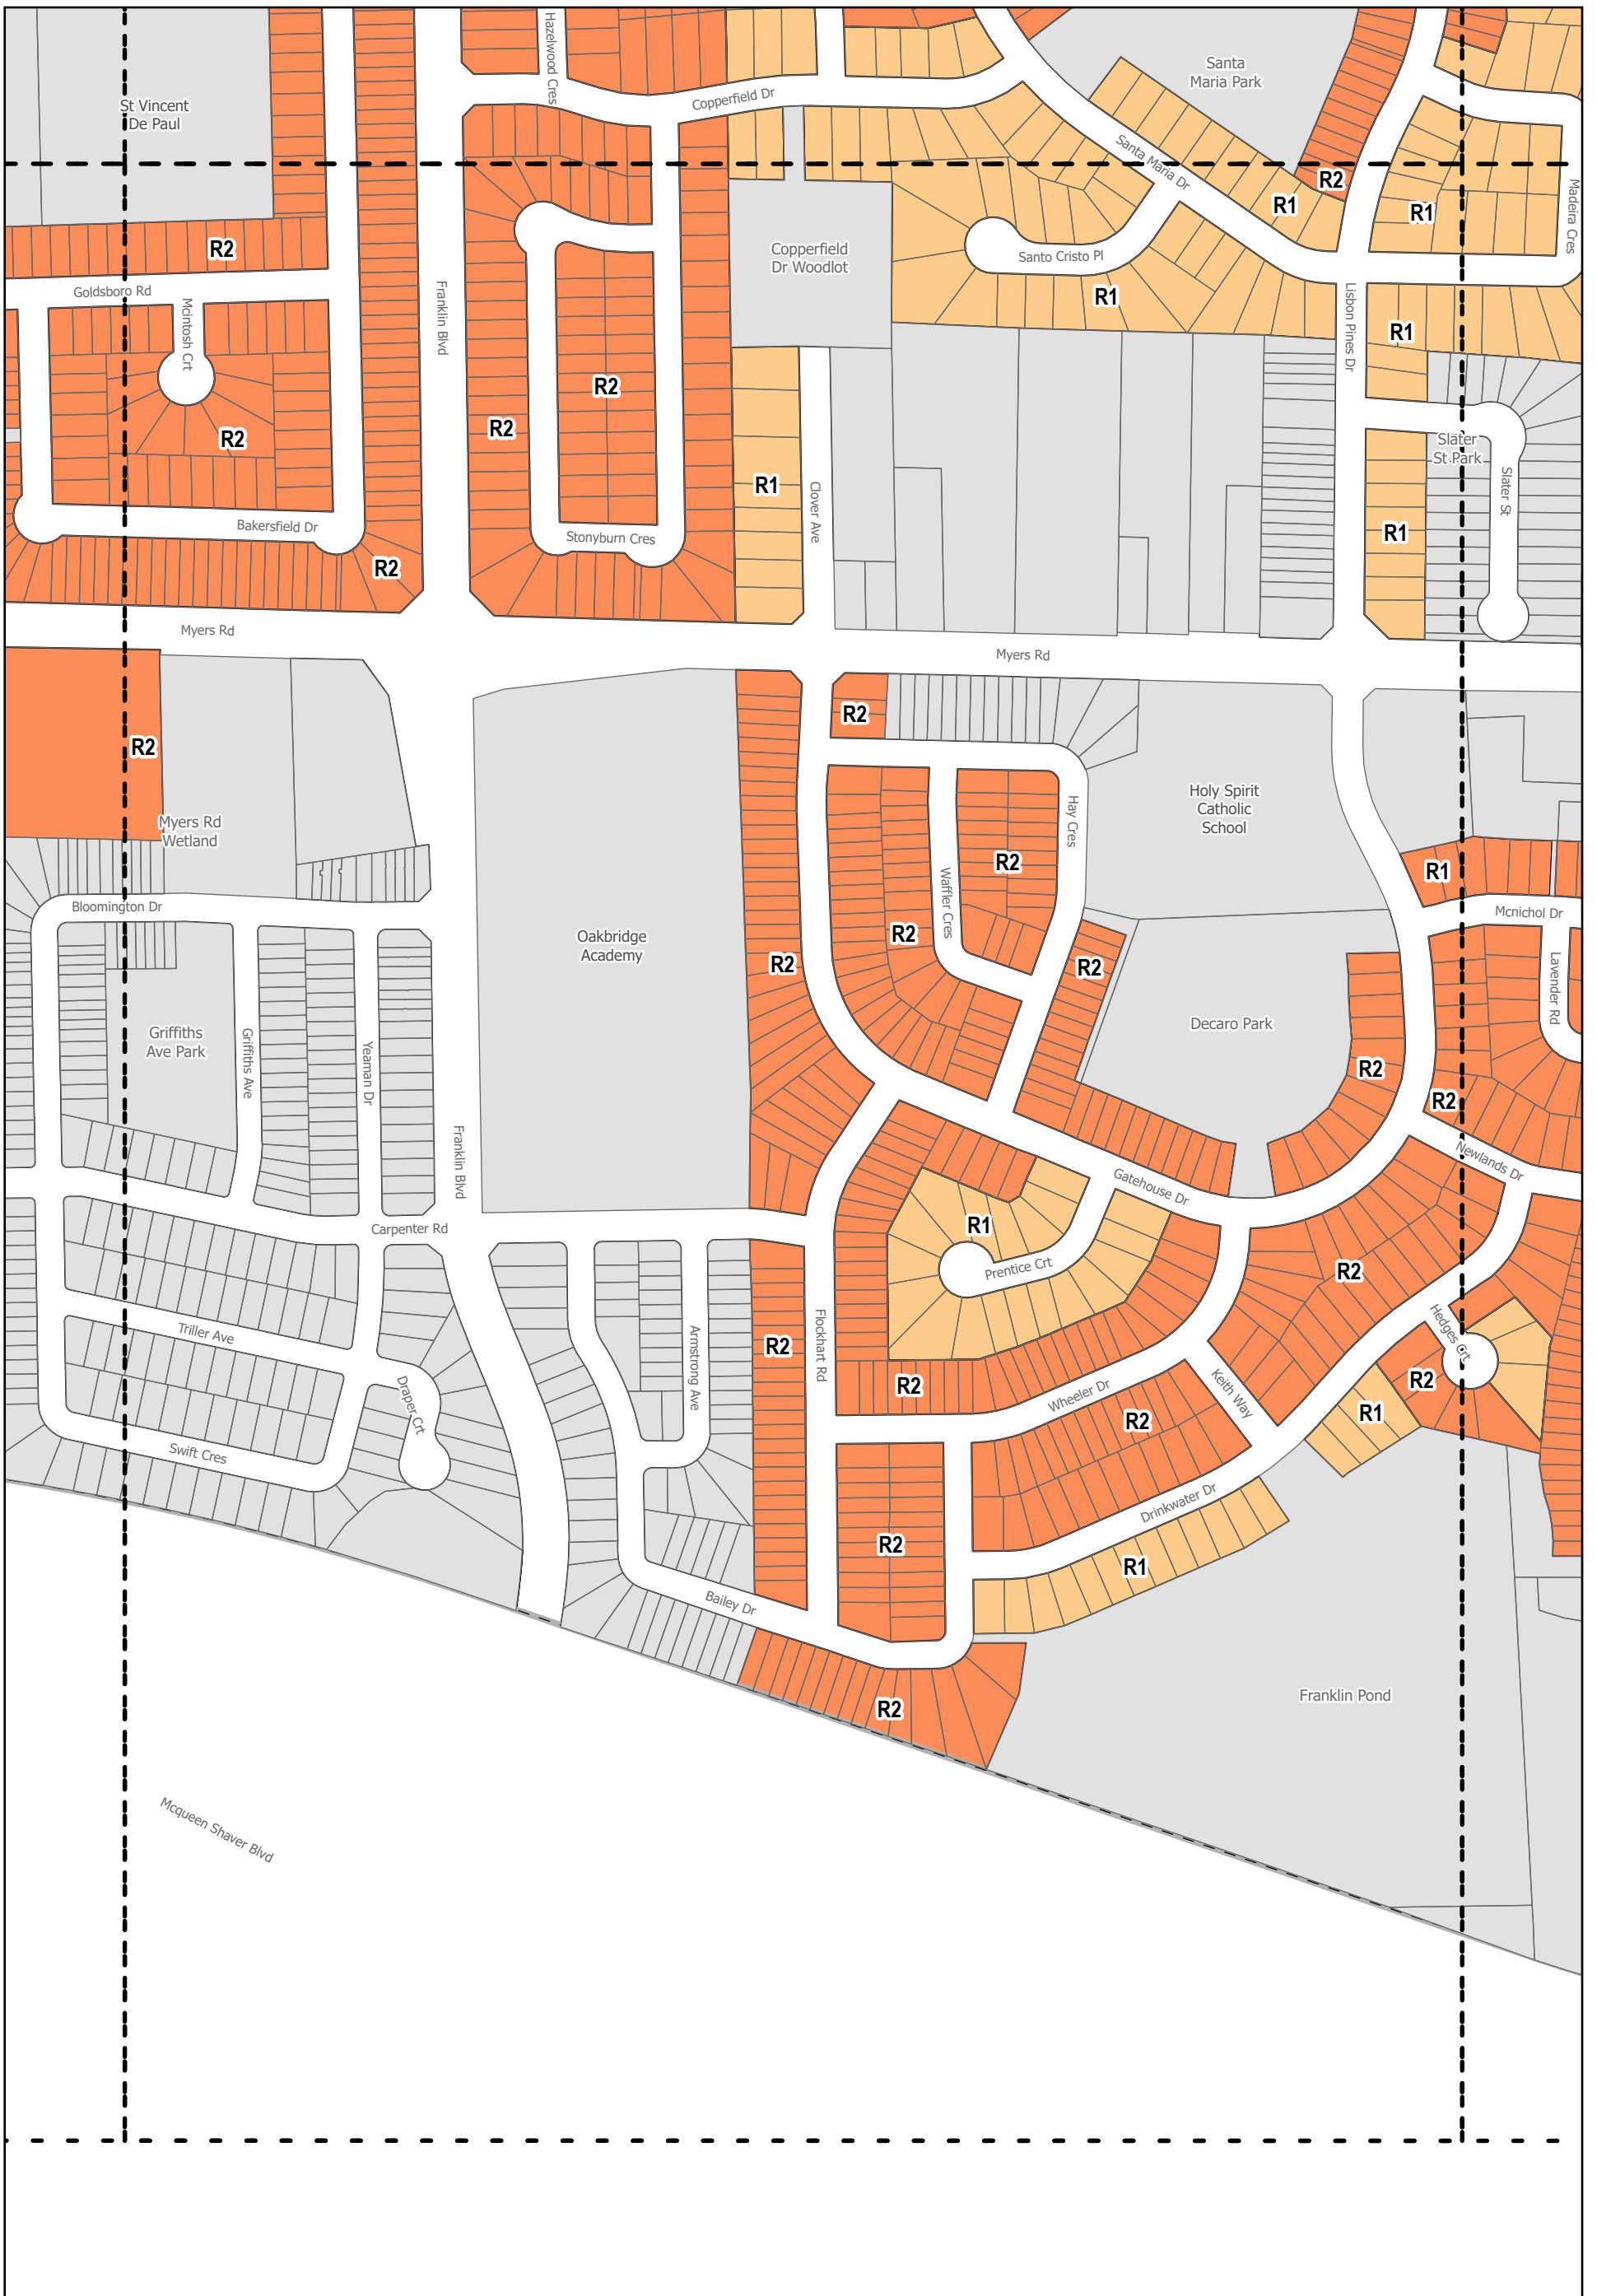 Hazelwood Cres
Santa
Maria Park
Copperfield Dr
St Vincent
De Paul
Santa Maria Dr
R2
R1
R1
Madeira Cres
R2
Copperfield
Dr Woodlot
Santo Cristo Pl
Goldsboro Rd
R1
Mcintosh Crt
Franklin Blvd
Lisbon Pines Dr
R1
R2
R2
R2
Slater
St Park
R1
Clover Ave
Slater St
Bakersfield Dr
Stonyburn Cres
R1
R2
Myers Rd
Myers Rd
R2
R2
Holy Spirit
Catholic
School
Hay Cres
Myers Rd
Wetland
R2
R1
Bloomington Dr
Waffler Cres
Mcnichol Dr
R2
Oakbridge
Academy
R2
R2
Lavender Rd
Griffiths
Ave Park
Decaro Park
Griffiths Ave
Yeaman Dr
R2
R2
Franklin Blvd
Newlands Dr
Gatehouse Dr
Carpenter Rd
R1
Prentice Crt
R2
Triller Ave
Hedges Crt
Flockhart Rd
Armstrong Ave
R2
R2
R2
Draper Crt
Wheeler Dr
Keith Way
R1
R2
Swift Cres
Drinkwater Dr
R2
R1
Bailey Dr
R2
Franklin Pond
Mcqueen Shaver Blvd